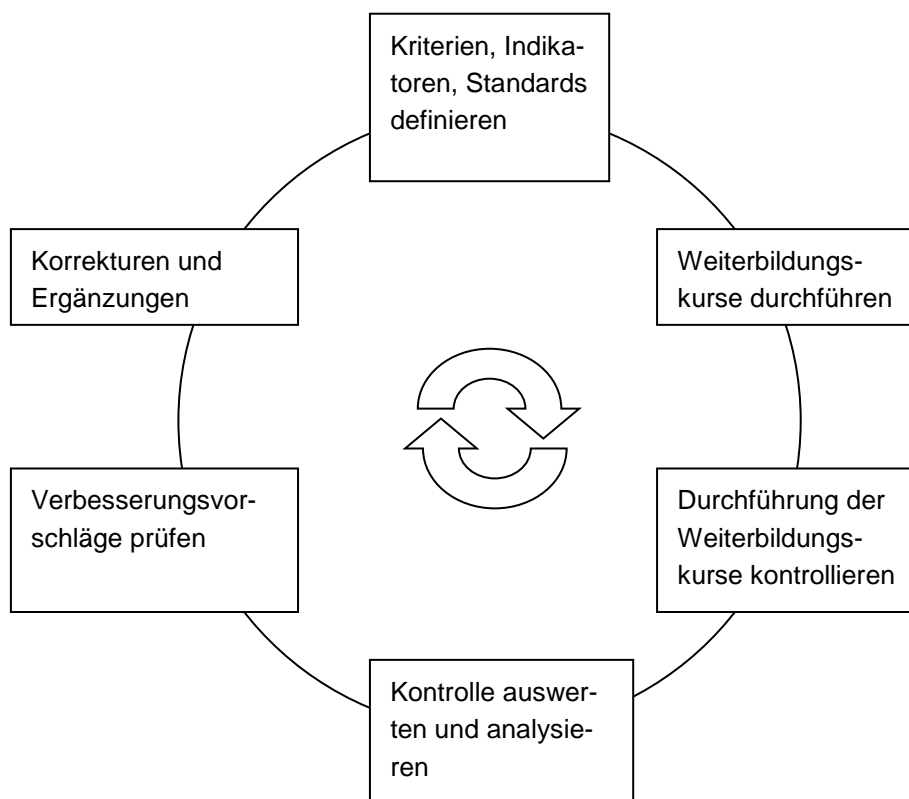 Kriterien, Indika-
toren, Standards
definieren
Weiterbildungs-
kurse durchführen
Durchführung der
Weiterbildungs-
kurse kontrollieren
Kontrolle auswer-
ten und analysie-
ren
Verbesserungsvor-
schläge prüfen
Korrekturen und
Ergänzungen